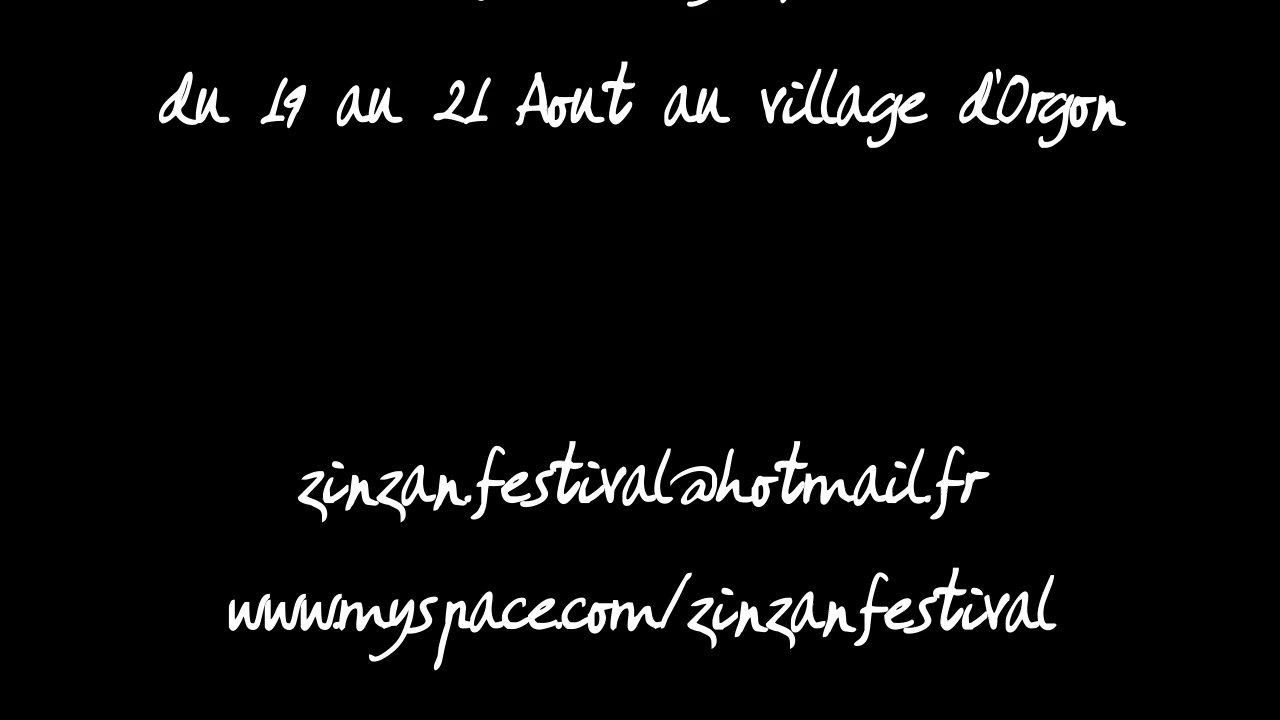 du 19 au 21 Aout au village d'Orgon
zinzan.festival@hotmail.fr
www.myspace.com/zinzanfestival